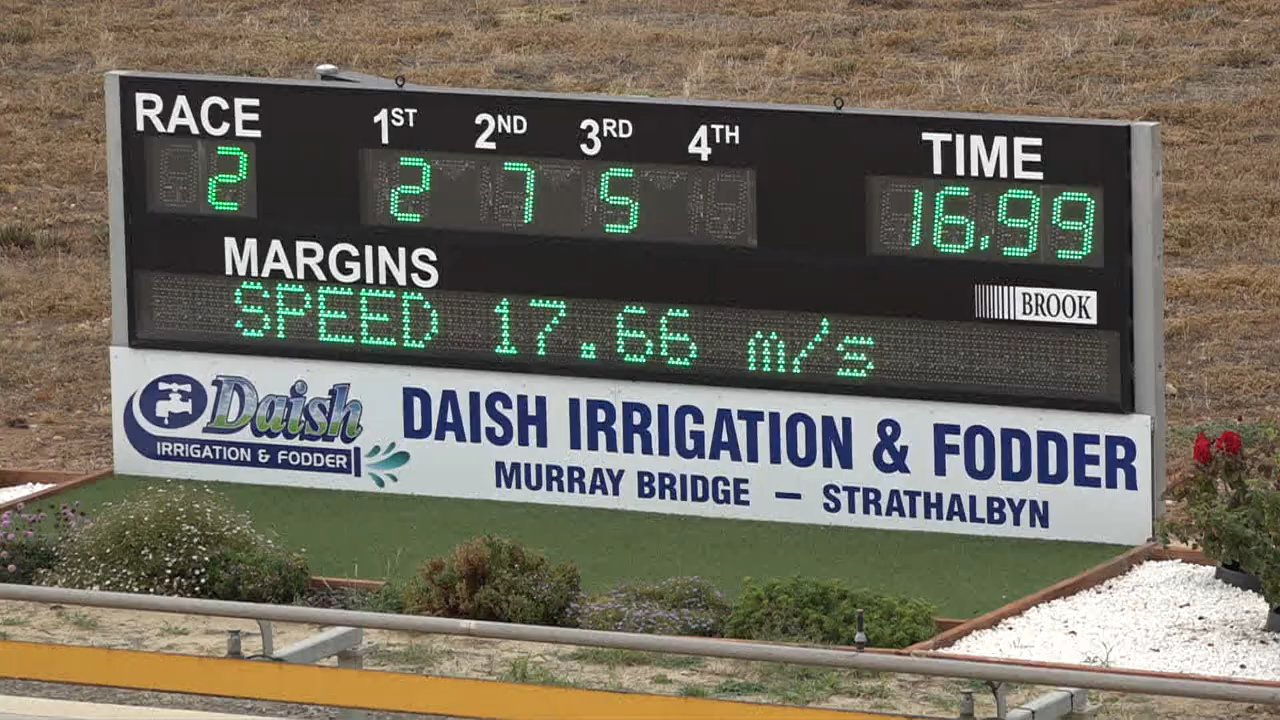 RACE 1ST 2ND 3RD 4TH TIME
2 2 7 5 16.99
MARGINS
BROOK
SPEED 17.66 m/s
Daish
IRRIGATION & FODDER
DAISH IRRIGATION & FODDER
MURRAY BRIDGE — STRATHALBYN